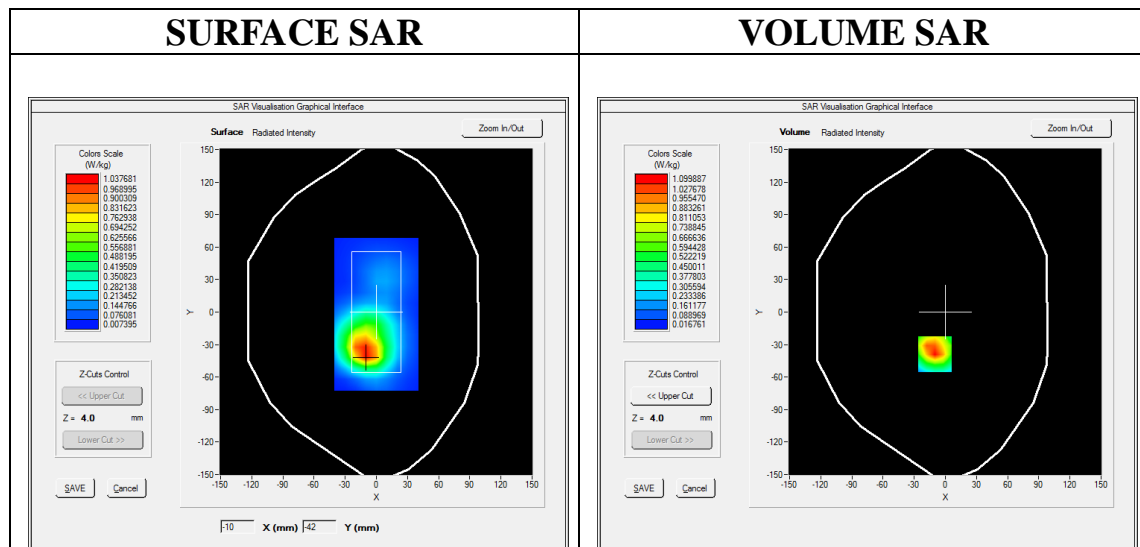 SURFACE SAR
VOLUME SAR
SAR Visualisation Graphical Interface
Surface Radiated Intensity
Zoom In/Out
Colors Scale
(W/kg)
1.037681
0.968995
0.900309
0.831623
0.762938
0.694252
0.625566
0.556881
0.488195
0.419509
0.350823
0.282138
0.213452
0.144766
0.076081
0.007395
150
120
90
60
30
0
-30
-60
-90
-120
-150
Y
-150 -120 -90 -60 -30 0 30 60 90 120 150
X
Z-Cuts Control
<< Upper Cut
Z = 4.0 mm
Lower Cut >>
SAVE Cancel
-10 X (mm) -42 Y (mm)
SAR Visualisation Graphical Interface
Volume Radiated Intensity
Zoom In/Out
Colors Scale
(W/kg)
1.099887
1.027678
0.955470
0.883261
0.811053
0.738845
0.666636
0.594428
0.522219
0.450011
0.377803
0.305594
0.233386
0.161177
0.088969
0.016761
150
120
90
60
30
0
-30
-60
-90
-120
-150
Y
-150 -120 -90 -60 -30 0 30 60 90 120 150
X
Z-Cuts Control
<< Upper Cut
Z = 4.0 mm
Lower Cut >>
SAVE Cancel